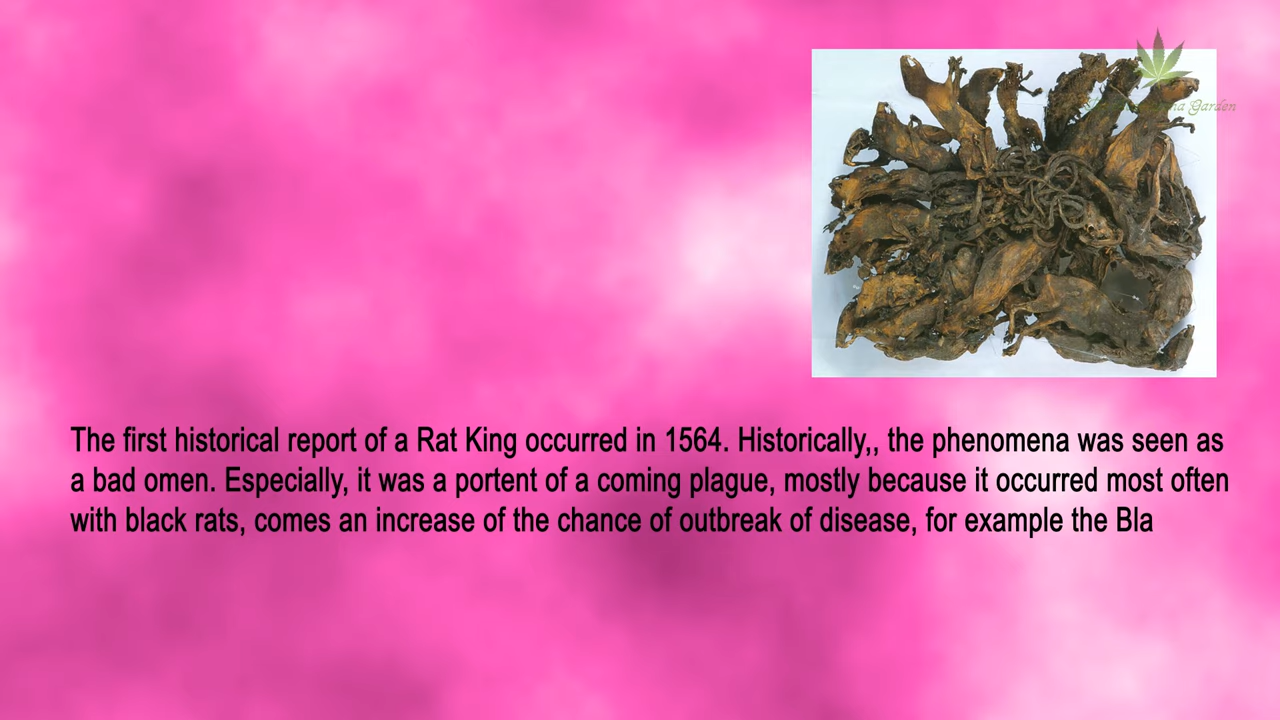 Garden
The first historical report of a Rat King occurred in 1564. Historically,, the phenomena was seen as
a bad omen. Especially, it was a portent of a coming plague, mostly because it occurred most often
with black rats, comes an increase of the chance of outbreak of disease, for example the Bla